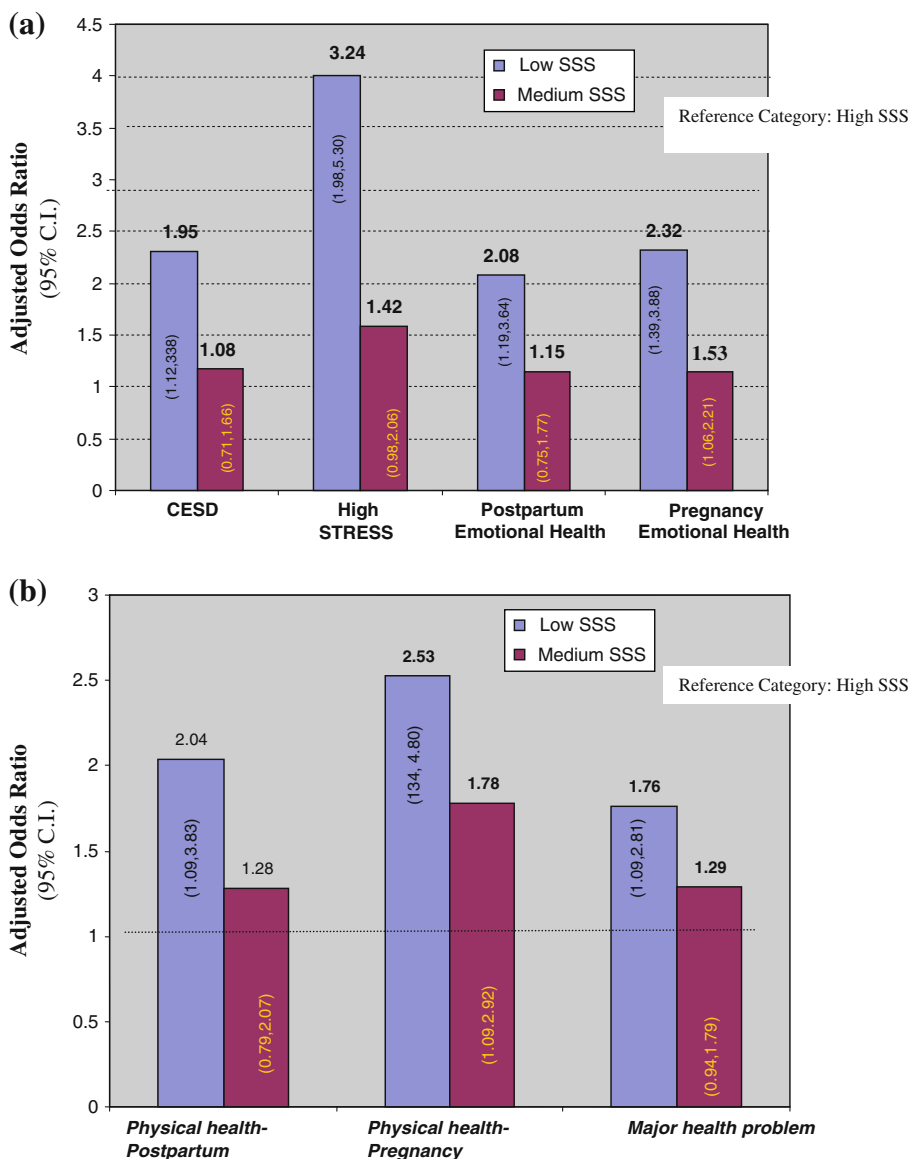 (a)
Adjusted Odds Ratio
(95% C.I.)
4.5
4
3.5
3
2.5
2
1.5
1
0.5
0
Low SSS
Medium SSS
Reference Category: High SSS
1.95
(1.12,338)
1.08
(0.71,1.66)
3.24
(1.98,5.30)
1.42
(0.98,2.06)
2.08
(1.19,3.64)
1.15
(0.75,1.77)
2.32
(1.39,3.88)
1.53
(1.06,2.21)
CESD
High
STRESS
Postpartum
Emotional Health
Pregnancy
Emotional Health
(b)
Adjusted Odds Ratio
(95% C.I.)
3
2.5
2
1.5
1
0.5
0
Low SSS
Medium SSS
Reference Category: High SSS
2.04
(1.09,3.83)
1.28
(0.79,2.07)
2.53
(134, 4.80)
1.78
(1.09.2.92)
1.76
(1.09,2.81)
1.29
(0.94,1.79)
Physical health-
Postpartum
Physical health-
Pregnancy
Major health problem